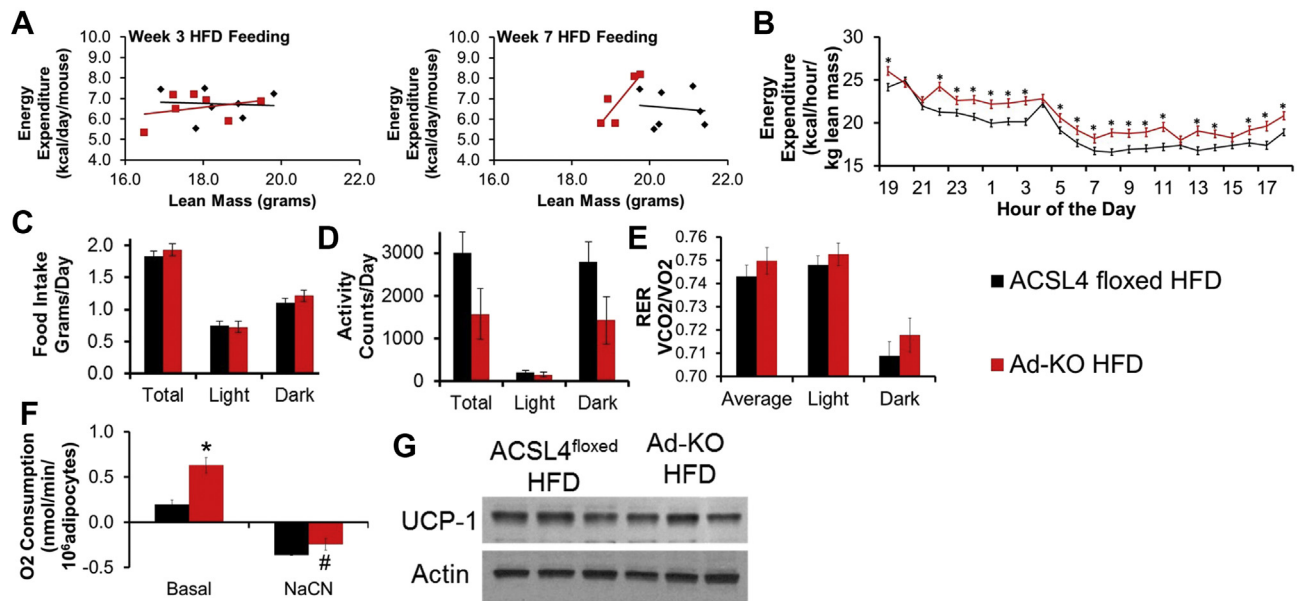 A
Week 3 HFD Feeding
Energy
Expenditure
(kcal/day/mouse)
10.0
9.0
8.0
7.0
6.0
5.0
4.0
16.0 18.0 20.0 22.0
Lean Mass (grams)
Week 7 HFD Feeding
Energy
Expenditure
(kcal/day/mouse)
10.0
9.0
8.0
7.0
6.0
5.0
4.0
16.0 18.0 20.0 22.0
Lean Mass (grams)
B
Energy
Expenditure
(kcal/hour/
kg lean mass)
30
25
20
15
* * * * * * * * * * * * * * * * * * *
19 21 23 1 3 5 7 9 11 13 15 17
Hour of the Day
C
Food Intake
Grams/Day
2.0
1.5
1.0
0.5
0.0
Total Light Dark
D
Activity
Counts/Day
3000
2000
1000
0
Total Light Dark
E
RER
VCO2/VO2
0.76
0.75
0.74
0.73
0.72
0.71
0.70
Average Light Dark
ACSL4 floxed HFD
Ad-KO HFD
F
O2 Consumption
(nmol/min/
10⁶adipocytes)
1.0
0.5
0.0
-0.5
*
#
Basal NaCN
G
ACSL4floxed
HFD
Ad-KO
HFD
UCP-1
Actin